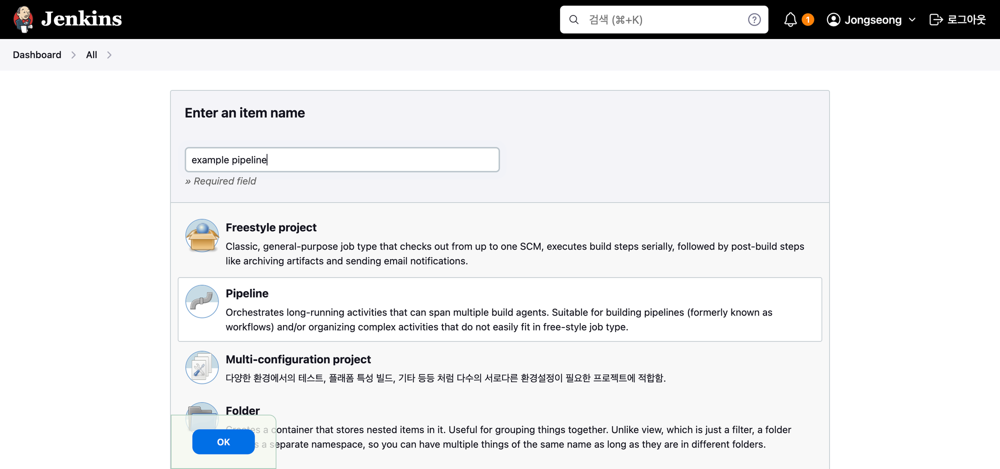 Jenkins
검색 (⌘+K)
1
Jongseong
로그아웃
Dashboard
All
Enter an item name
example pipeline
» Required field
Freestyle project
Classic, general-purpose job type that checks out from up to one SCM, executes build steps serially, followed by post-build steps
like archiving artifacts and sending email notifications.
Pipeline
Orchestrates long-running activities that can span multiple build agents. Suitable for building pipelines (formerly known as
workflows) and/or organizing complex activities that do not easily fit in free-style job type.
Multi-configuration project
다양한 환경에서의 테스트, 플래폼 특성 빌드, 기타 등등 처럼 다수의 서로다른 환경설정이 필요한 프로젝트에 적합함.
Folder
Creates a container that stores nested items in it. Useful for grouping things together. Unlike view, which is just a filter, a folder
a separate namespace, so you can have multiple things of the same name as long as they are in different folders.
OK